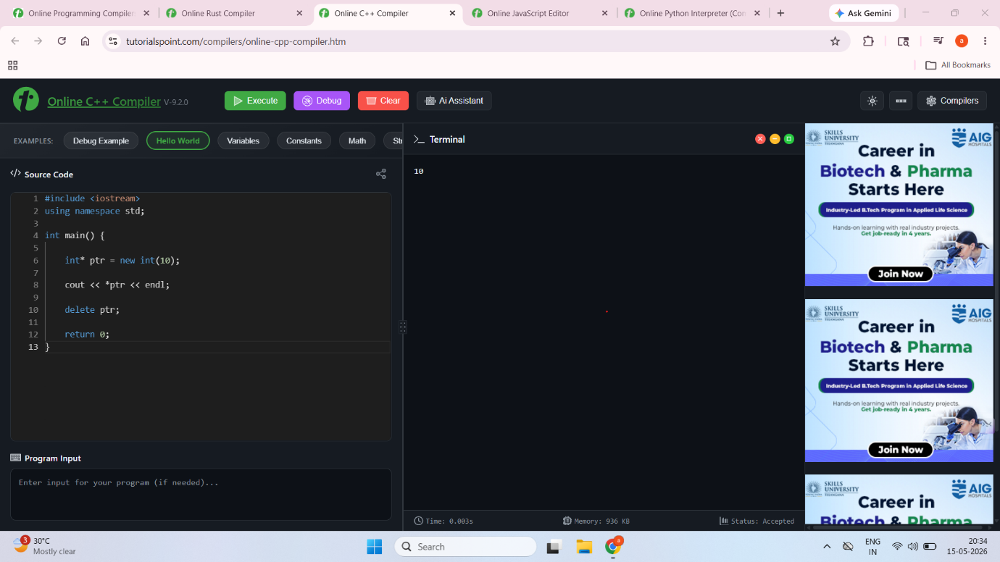 Online Programming Compiler
Online Rust Compiler
Online C++ Compiler
Online JavaScript Editor
Online Python Interpreter (Con
Ask Gemini
tutorialspoint.com/compilers/online-cpp-compiler.htm
a
All Bookmarks
Online C++ Compiler V-9.2.0
Execute
Debug
Clear
Ai Assistant
Compilers
EXAMPLES:
Debug Example
Hello World
Variables
Constants
Math
Str
</> Source Code
1 #include <iostream>
2 using namespace std;
3
4 int main() {
5
6 int* ptr = new int(10);
7
8 cout << *ptr << endl;
9
10 delete ptr;
11
12 return 0;
13 }
Program Input
Enter input for your program (if needed)...
>_ Terminal
10
Time: 0.003s
Memory: 936 KB
Status: Accepted
SKILLS UNIVERSITY
TELANGANA
AIG
HOSPITALS
Career in
Biotech & Pharma
Starts Here
Industry-Led B.Tech Program in Applied Life Science
Hands-on learning with real industry projects.
Get job-ready in 4 years.
Join Now
SKILLS UNIVERSITY
TELANGANA
AIG
HOSPITALS
Career in
Biotech & Pharma
Starts Here
Industry-Led B.Tech Program in Applied Life Science
Hands-on learning with real industry projects.
Get job-ready in 4 years.
Join Now
SKILLS UNIVERSITY
TELANGANA
AIG
HOSPITALS
Career in
Biotech & Pharma
3
30°C
Mostly clear
Search
a
ENG
IN
20:34
15-05-2026